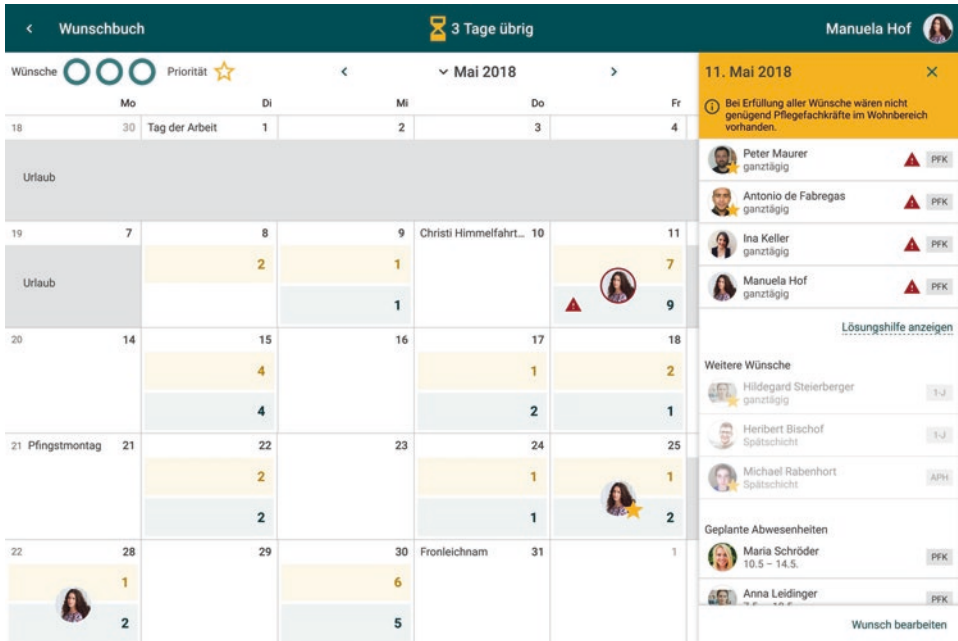 Wunschbuch
3 Tage übrig
Manuela Hof
Wünsche
Priorität
Mai 2018
Mo Di Mi Do Fr
18 30 Tag der Arbeit 1 2 3 4
Urlaub
19 7 8 9 Christi Himmelfahrt... 10 11
2 1 7
Urlaub
1 9
20 14 15 16 17 18
4 1 2
4 2 1
21 Pfingstmontag 21 22 23 24 25
2 1 1
2 1 2
22 28 29 30 Fronleichnam 31 1
1 6
2 5
11. Mai 2018
Bei Erfüllung aller Wünsche wären nicht
genügend Pflegefachkräfte im Wohnbereich
vorhanden.
Peter Maurer
ganztägig
PFK
Antonio de Fabregas
ganztägig
PFK
Ina Keller
ganztägig
PFK
Manuela Hof
ganztägig
PFK
Lösungshilfe anzeigen
Weitere Wünsche
Hildegard Steierberger
ganztägig
1-J
Heribert Bischof
Spätschicht
1-J
Michael Rabenhort
Spätschicht
APH
Geplante Abwesenheiten
Maria Schröder
10.5 – 14.5.
PFK
Anna Leidinger
PFK
Wunsch bearbeiten